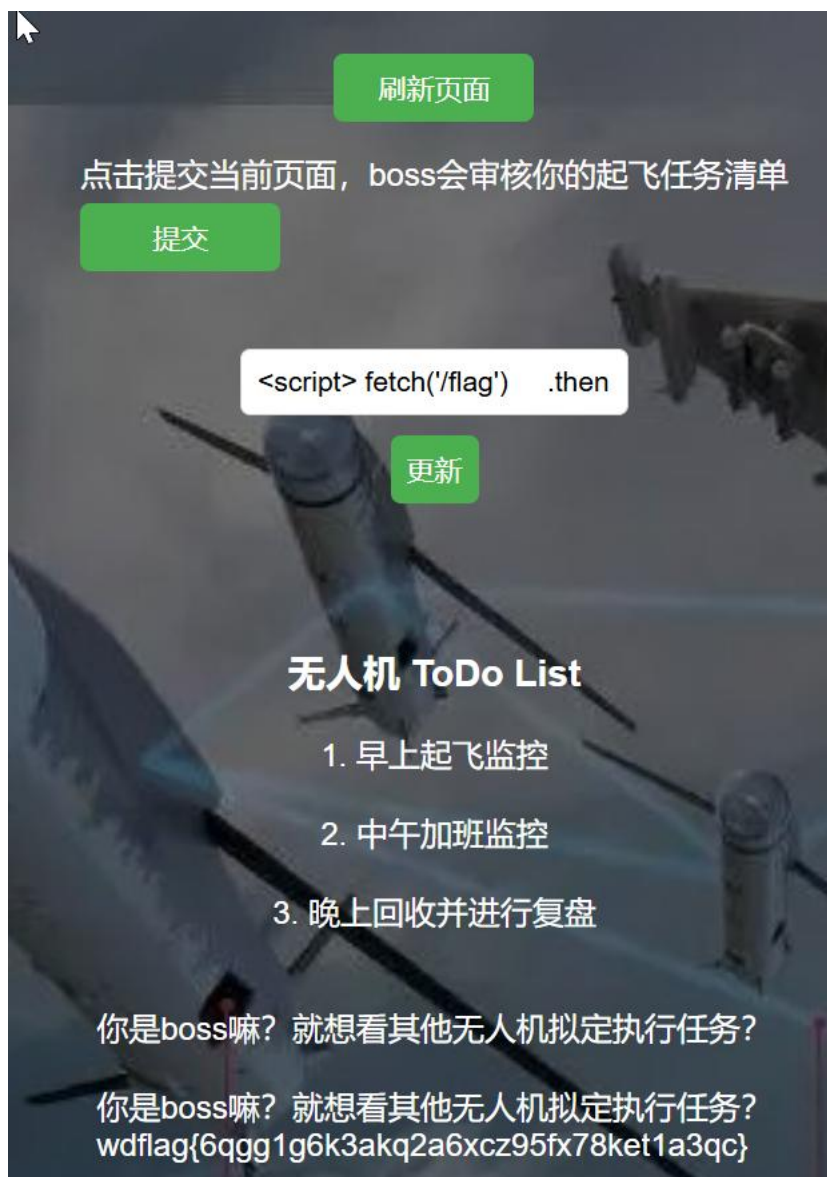 刷新页面
点击提交当前页面，boss会审核你的起飞任务清单
提交
<script> fetch('/flag')     .then
更新
无人机 ToDo List
1. 早上起飞监控
2. 中午加班监控
3. 晚上回收并进行复盘
你是boss嘛？就想看其他无人机拟定执行任务？
你是boss嘛？就想看其他无人机拟定执行任务？
wdflag{6qgg1g6k3akq2a6xcz95fx78ket1a3qc}